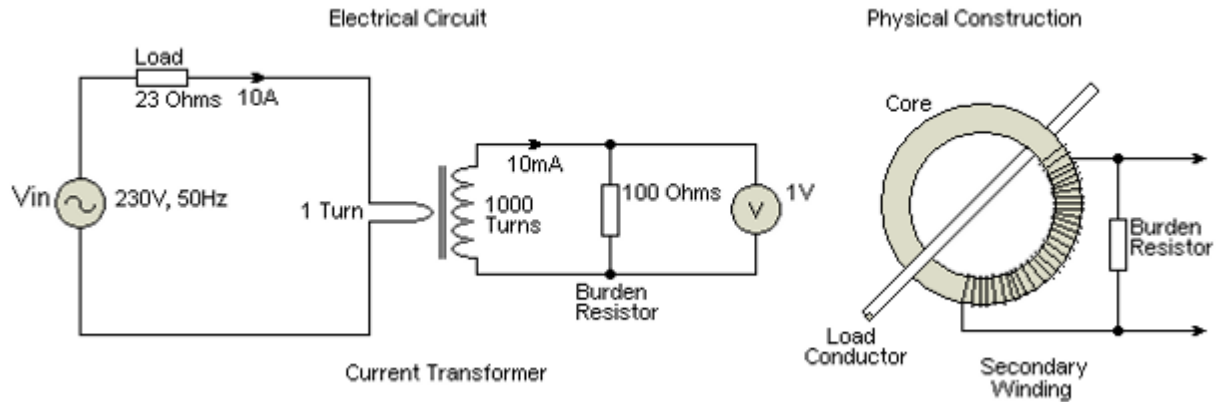 Electrical Circuit
Physical Construction
Load
23 Ohms
10A
Vin
230V, 50Hz
1 Turn
1000
Turns
10mA
100 Ohms
V
1V
Burden
Resistor
Current Transformer
Core
Burden
Resistor
Load
Conductor
Secondary
Winding